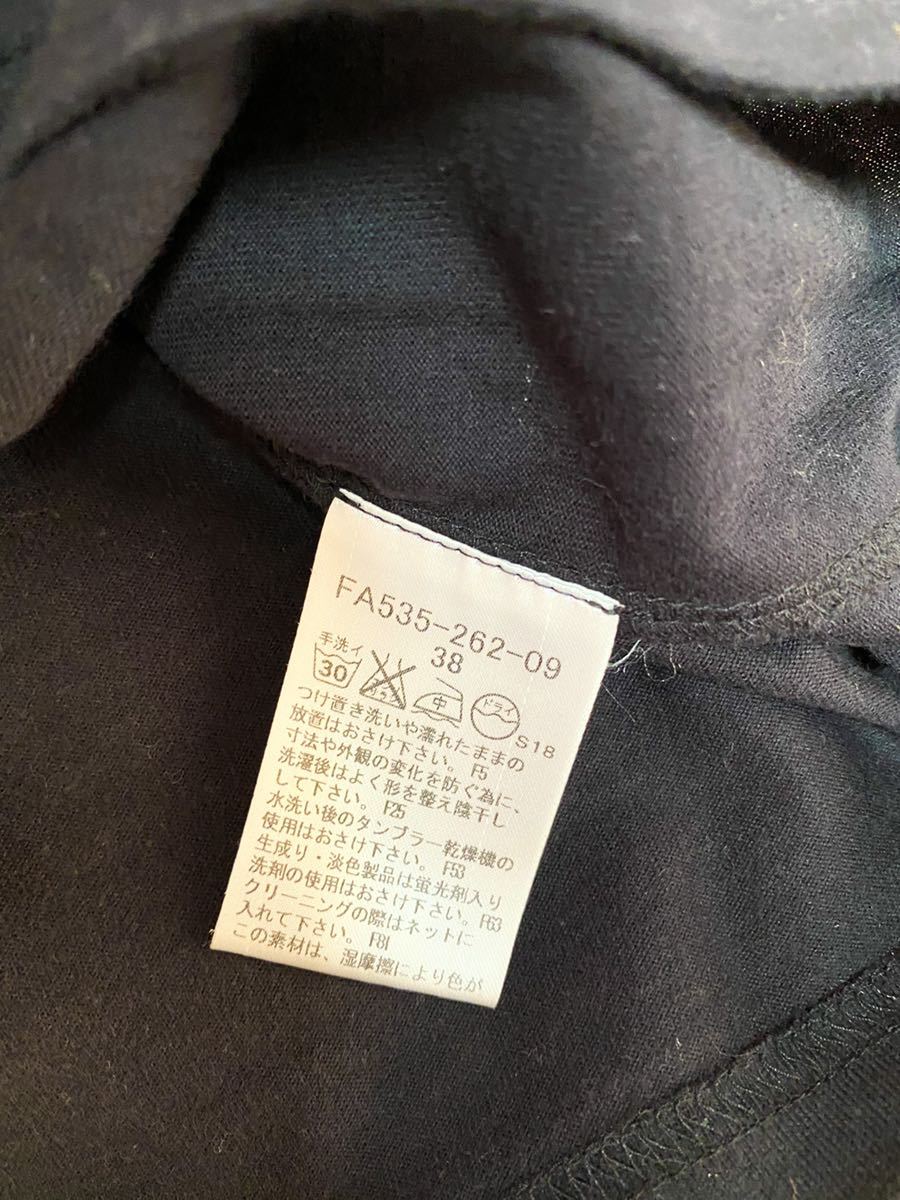 FA535-262-09
38
手洗イ
30 エンソ サラシ 中 ドライ
S18
つけ置き洗いや濡れたままの
放置はおさけ下さい。F5
寸法や外観の変化を防ぐ為に、
洗濯後はよく形を整え陰干し
して下さい。F25
水洗い後のタンブラー乾燥機の
使用はおさけ下さい。F53
生成り・淡色製品は蛍光剤入り
洗剤の使用はおさけ下さい。F63
クリーニングの際はネットに
入れて下さい。F81
この素材は、湿摩擦により色が